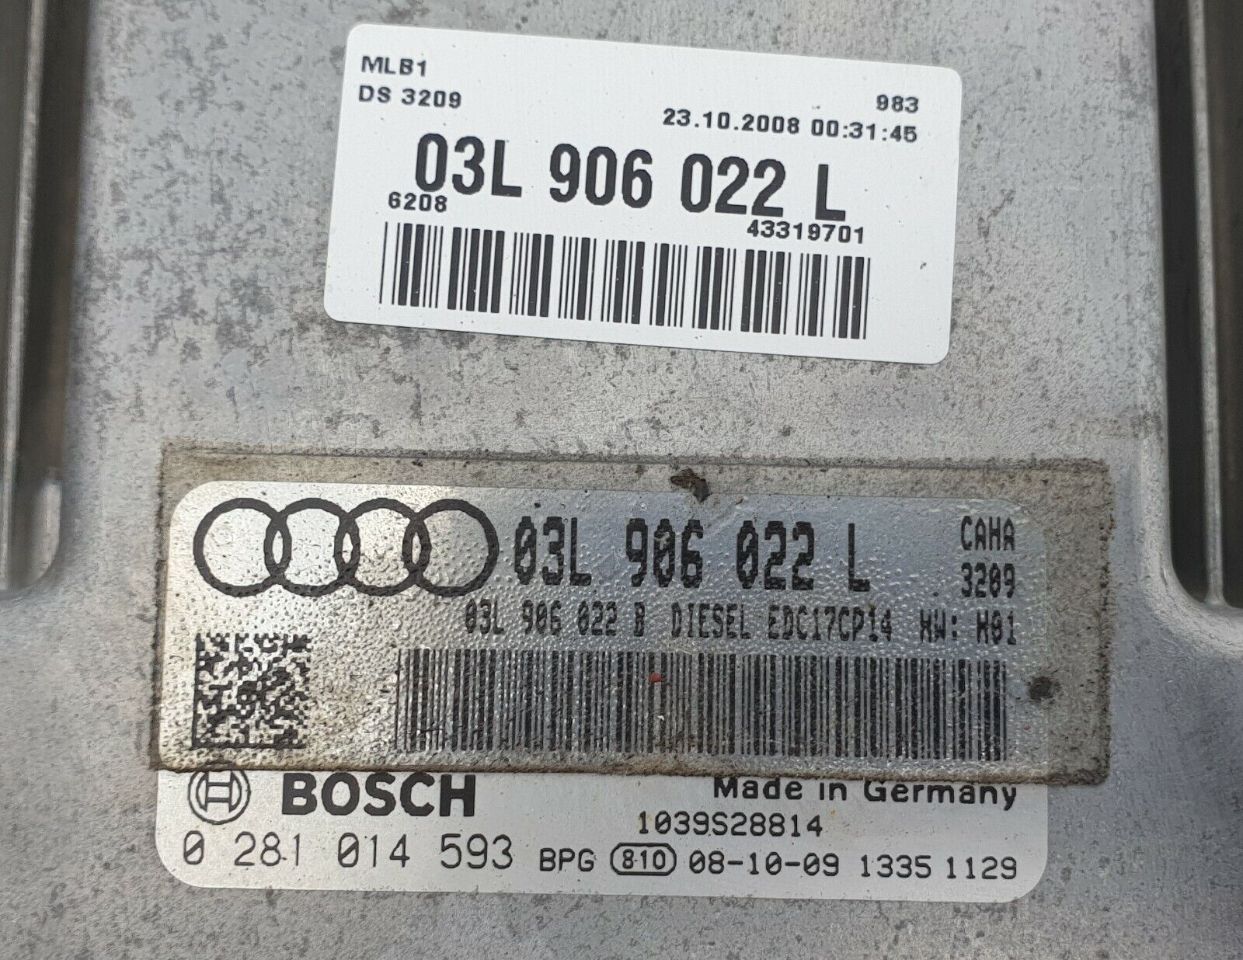 MLB1
983
DS 3209
23.10.2008 00:31:45
03L 906 022 L
6208
43319701
03L 906 022 L
CAHA
3209
03L 906 022 B DIESEL EDC17CP14 HW: H01
BOSCH
Made in Germany
1039S28814
0 281 014 593 BPG 810 08-10-09 1335 1129